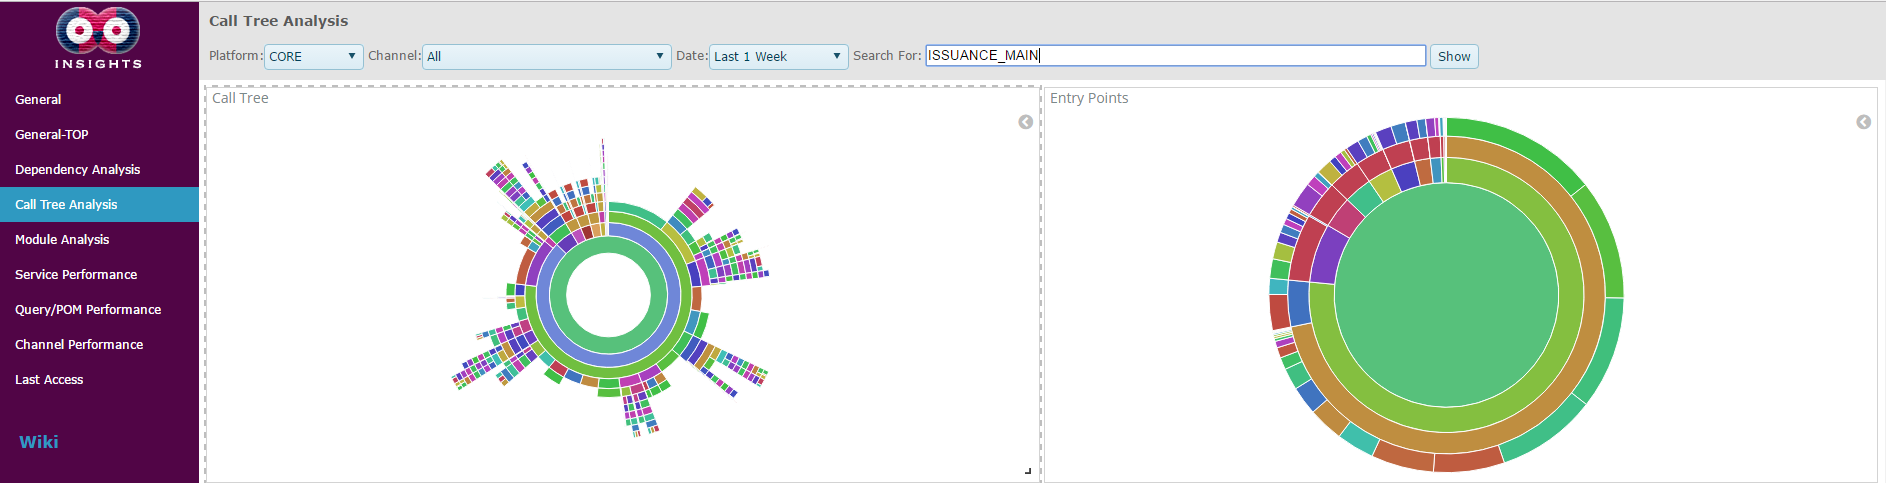 INSIGHTS
General
General-TOP
Dependency Analysis
Call Tree Analysis
Module Analysis
Service Performance
Query/POM Performance
Channel Performance
Last Access
Wiki
Call Tree Analysis
Platform: CORE Channel: All Date: Last 1 Week Search For: ISSUANCE_MAIN Show
Call Tree
Entry Points